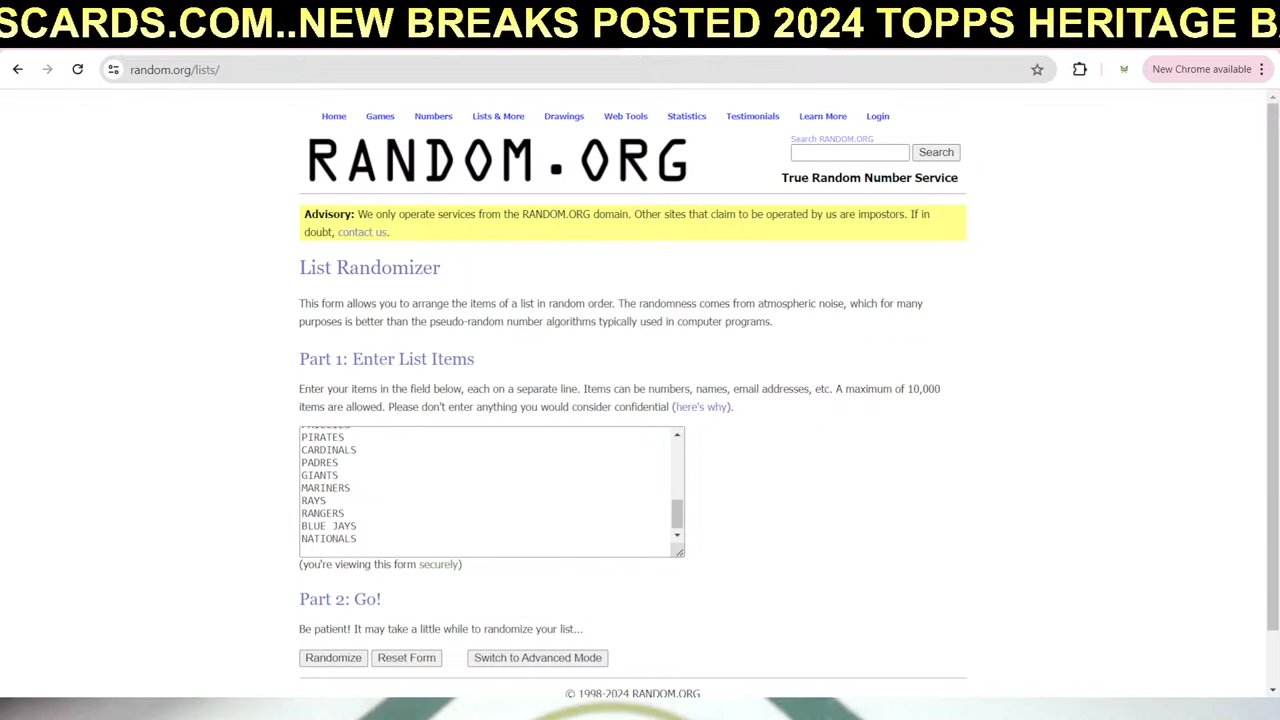 SCARDS.COM..NEW BREAKS POSTED 2024 TOPPS HERITAGE B
random.org/lists/
New Chrome available
Home Games Numbers Lists & More Drawings Web Tools Statistics Testimonials Learn More Login
RANDOM.ORG
Search RANDOM.ORG
Search
True Random Number Service
Advisory: We only operate services from the RANDOM.ORG domain. Other sites that claim to be operated by us are impostors. If in
doubt, contact us.
List Randomizer
This form allows you to arrange the items of a list in random order. The randomness comes from atmospheric noise, which for many
purposes is better than the pseudo-random number algorithms typically used in computer programs.
Part 1: Enter List Items
Enter your items in the field below, each on a separate line. Items can be numbers, names, email addresses, etc. A maximum of 10,000
items are allowed. Please don't enter anything you would consider confidential (here's why).
PIRATES
CARDINALS
PADRES
GIANTS
MARINERS
RAYS
RANGERS
BLUE JAYS
NATIONALS
(you're viewing this form securely)
Part 2: Go!
Be patient! It may take a little while to randomize your list...
Randomize Reset Form Switch to Advanced Mode
© 1998-2024 RANDOM.ORG